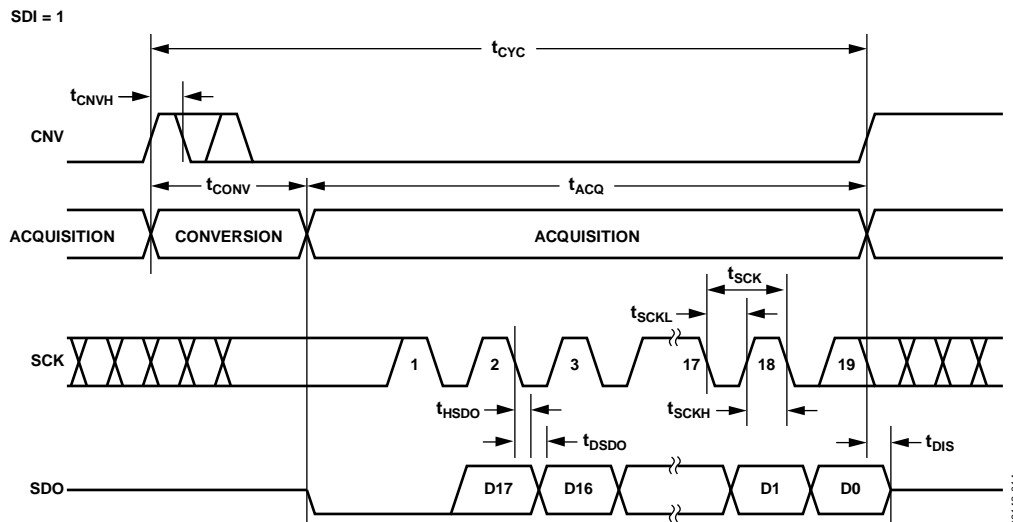 SDI = 1
tCYC
tCNVH
CNV
tCONV
tACQ
ACQUISITION
CONVERSION
ACQUISITION
tSCK
tSCKL
SCK
1
2
3
17
18
19
tHSDO
tSCKH
tDSDO
tDIS
SDO
D17
D16
D1
D0